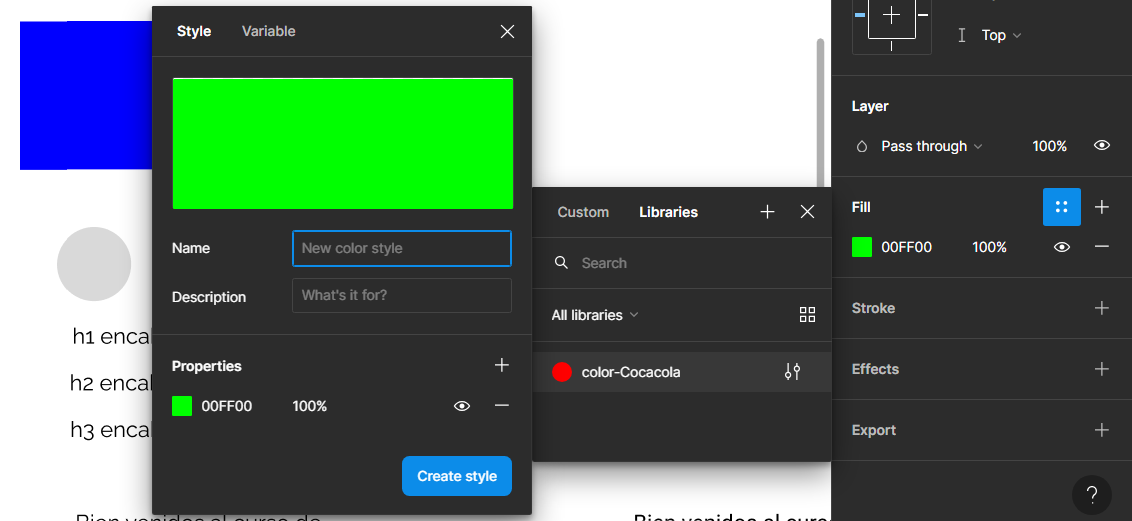 Style Variable
Name New color style
Description What's it for?
Properties
00FF00 100%
Create style
Custom Libraries
Search
All libraries
color-Cocacola
Top
Layer
Pass through 100%
Fill
00FF00 100%
Stroke
Effects
Export
?
h1 encal
h2 encal
h3 encal
Bien venidos al curso de
Bien venidos al curso